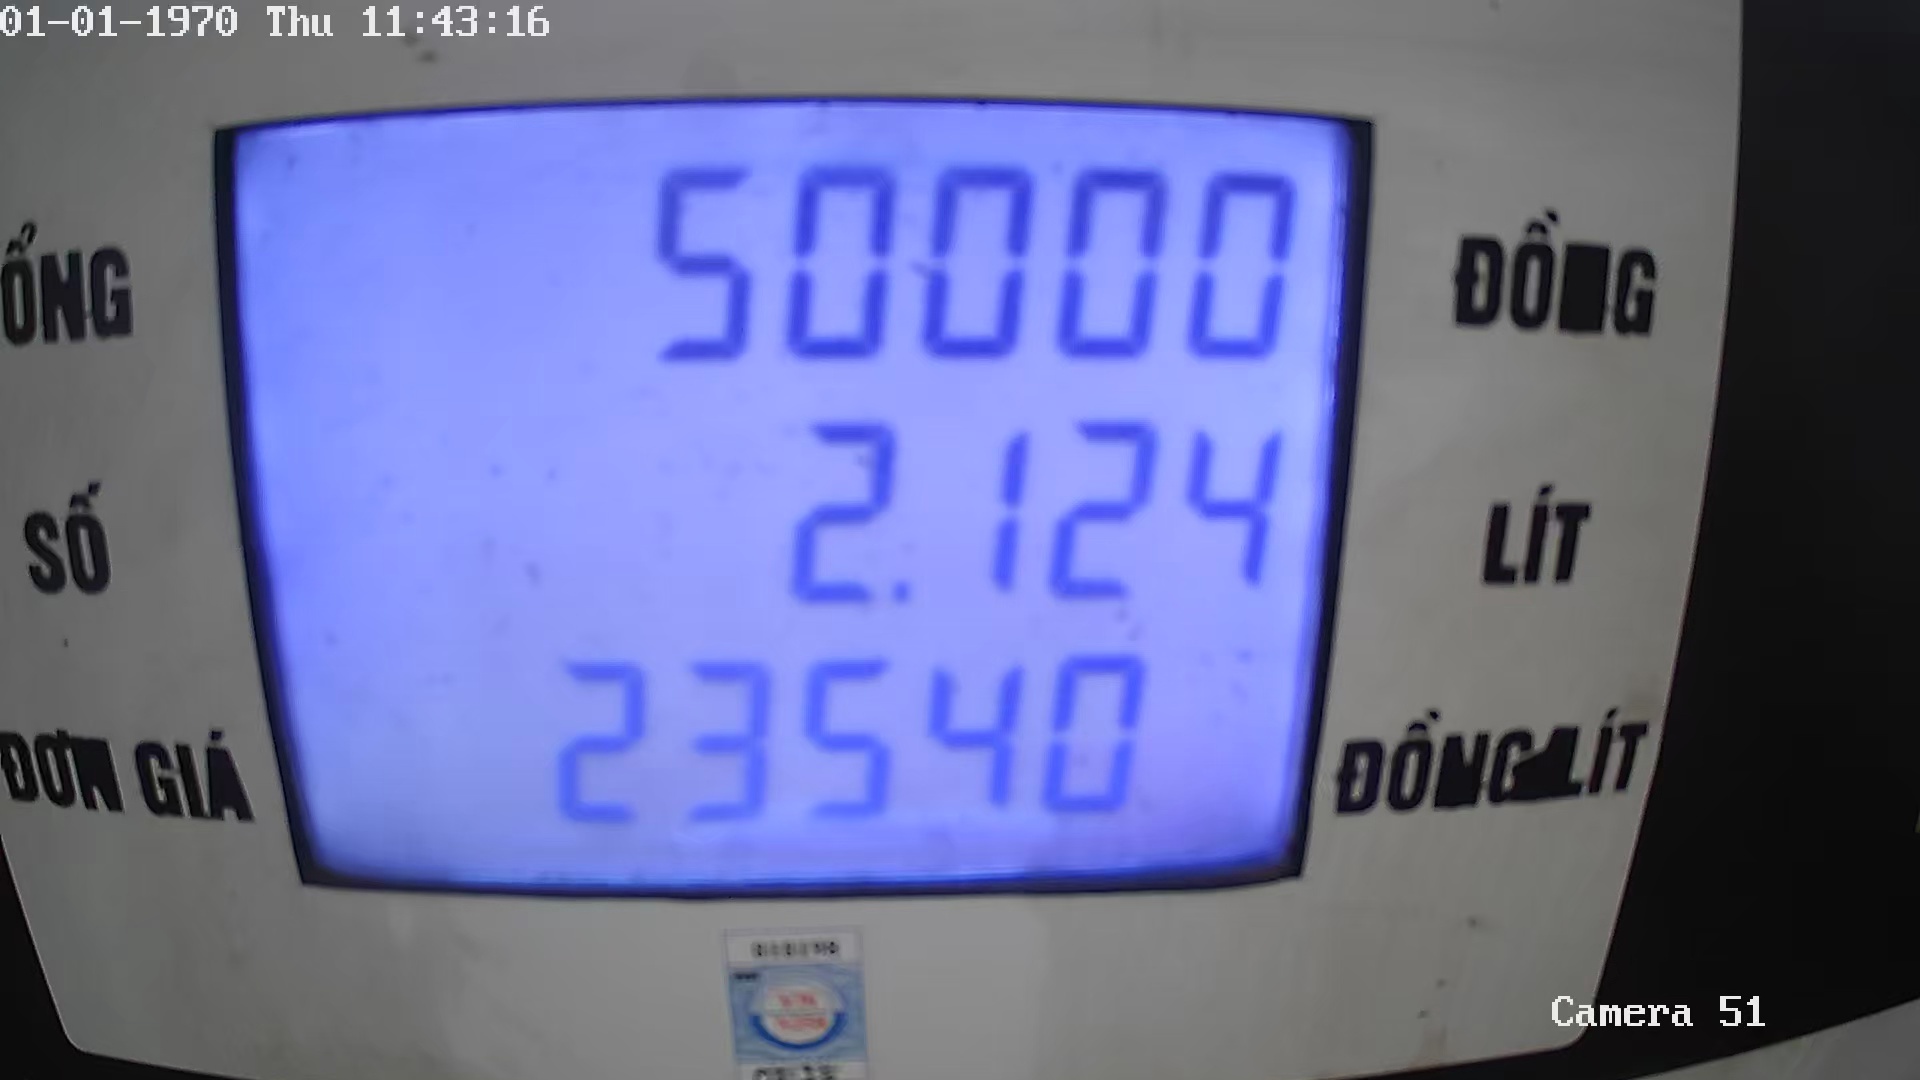 01-01-1970 Thu 11:43:16
ỔNG 50000 ĐỒNG
SỐ 2.124 LÍT
ĐƠN GIÁ 23540 ĐỒNG/LÍT
Camera 51